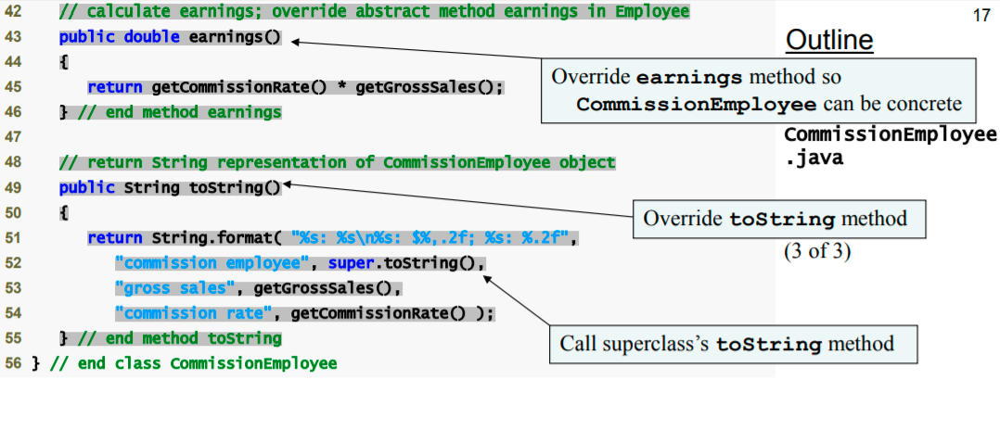 17
Outline
42 // calculate earnings; override abstract method earnings in Employee
43 public double earnings()
44 {
45 return getCommissionRate() * getGrossSales();
46 } // end method earnings
47
48 // return String representation of CommissionEmployee object
49 public String toString()
50 {
51 return String.format( "%s: %s\n%s: $%,.2f; %s: %.2f",
52 "commission employee", super.toString(),
53 "gross sales", getGrossSales(),
54 "commission rate", getCommissionRate() );
55 } // end method toString
56 } // end class CommissionEmployee
Override earnings method so
CommissionEmployee can be concrete
CommissionEmployee
.java
Override toString method
(3 of 3)
Call superclass's toString method